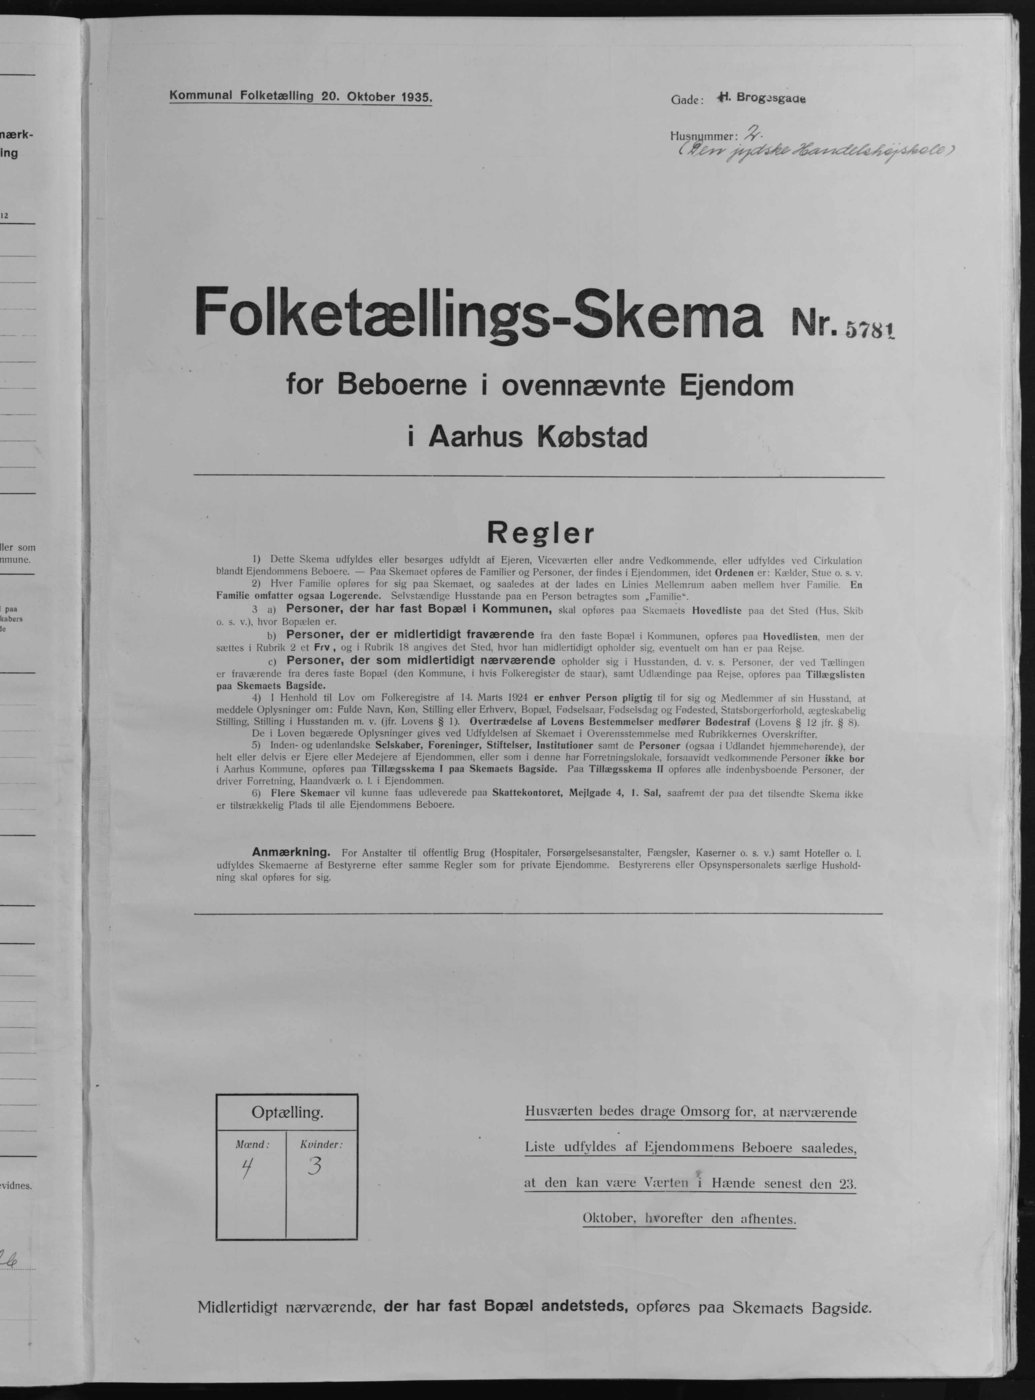 Kommunal Folketælling 20. Oktober 1935.
Gade: H. Brogesgade
Husnummer: 2.
(Den jydske Handelshøjskole)
Folketællings-Skema Nr. 5781
for Beboerne i ovennævnte Ejendom
i Aarhus Købstad
Regler
1) Dette Skema udfyldes eller besørges udfyldt af Ejeren, Viceværten eller andre Vedkommende, eller udfyldes ved Cirkulation
blandt Ejendommens Beboere. — Paa Skemaet opføres de Familier og Personer, der findes i Ejendommen, idet Ordenen er: Kælder, Stue o. s. v.
2) Hver Familie opføres for sig paa Skemaet, og saaledes at der lades en Linies Mellemrum aaben mellem hver Familie. En
Familie omfatter ogsaa Logerende. Selvstændige Husstande paa en Person betragtes som „Familie".
3 a) Personer, der har fast Bopæl i Kommunen, skal opføres paa Skemaets Hovedliste paa det Sted (Hus. Skib
o. s. v.), hvor Bopælen er.
b) Personer, der er midlertidigt fraværende fra den faste Bopæl i Kommunen, opføres paa Hovedlisten, men der
sættes i Rubrik 2 et Frv., og i Rubrik 18 angives det Sted, hvor han midlertidigt opholder sig, eventuelt om han er paa Rejse.
c) Personer, der som midlertidigt nærværende opholder sig i Husstanden, d. v. s. Personer, der ved Tællingen
er fraværende fra deres faste Bopæl (den Kommune, i hvis Folkeregister de staar), samt Udlændinge paa Rejse, opføres paa Tillægslisten
paa Skemaets Bagside.
4) I Henhold til Lov om Folkeregistre af 14. Marts 1924 er enhver Person pligtig til for sig og Medlemmer af sin Husstand, at
meddele Oplysninger om: Fulde Navn, Køn, Stilling eller Erhverv, Bopæl, Fødselsaar, Fødselsdag og Fødested, Statsborgerforhold, ægteskabelig
Stilling, Stilling i Husstanden m. v. (jfr. Lovens § 1). Overtrædelse af Lovens Bestemmelser medfører Bødestraf (Lovens § 12 jfr. § 8).
De i Loven begærede Oplysninger gives ved Udfyldelsen af Skemaet i Overensstemmelse med Rubrikkernes Overskrifter.
5) Inden- og udenlandske Selskaber, Foreninger, Stiftelser, Institutioner samt de Personer (ogsaa i Udlandet hjemmehørende), der
helt eller delvis er Ejere eller Medejere af Ejendommen, eller som i denne har Forretningslokale, forsaavidt vedkommende Personer ikke bor
i Aarhus Kommune, opføres paa Tillægsskema I paa Skemaets Bagside. Paa Tillægsskema II opføres alle indenbysboende Personer, der
driver Forretning, Haandværk o. l. i Ejendommen.
6) Flere Skemaer vil kunne faas udleverede paa Skattekontoret, Mejlgade 4, 1. Sal, saafremt der paa det tilsendte Skema ikke
er tilstrækkelig Plads til alle Ejendommens Beboere.
Anmærkning. For Anstalter til offentlig Brug (Hospitaler, Forsørgelsesanstalter, Fængsler, Kaserner o. s. v.) samt Hoteller o. l.
udfyldes Skemaerne af Bestyrerne efter samme Regler som for private Ejendomme. Bestyrerens eller Opsynspersonalets særlige Hushold-
ning skal opføres for sig.
Optælling.
Mænd: Kvinder:
4 3
Husværten bedes drage Omsorg for, at nærværende
Liste udfyldes af Ejendommens Beboere saaledes,
at den kan være Værten i Hænde senest den 23.
Oktober, hvorefter den afhentes.
Midlertidigt nærværende, der har fast Bopæl andetsteds, opføres paa Skemaets Bagside.